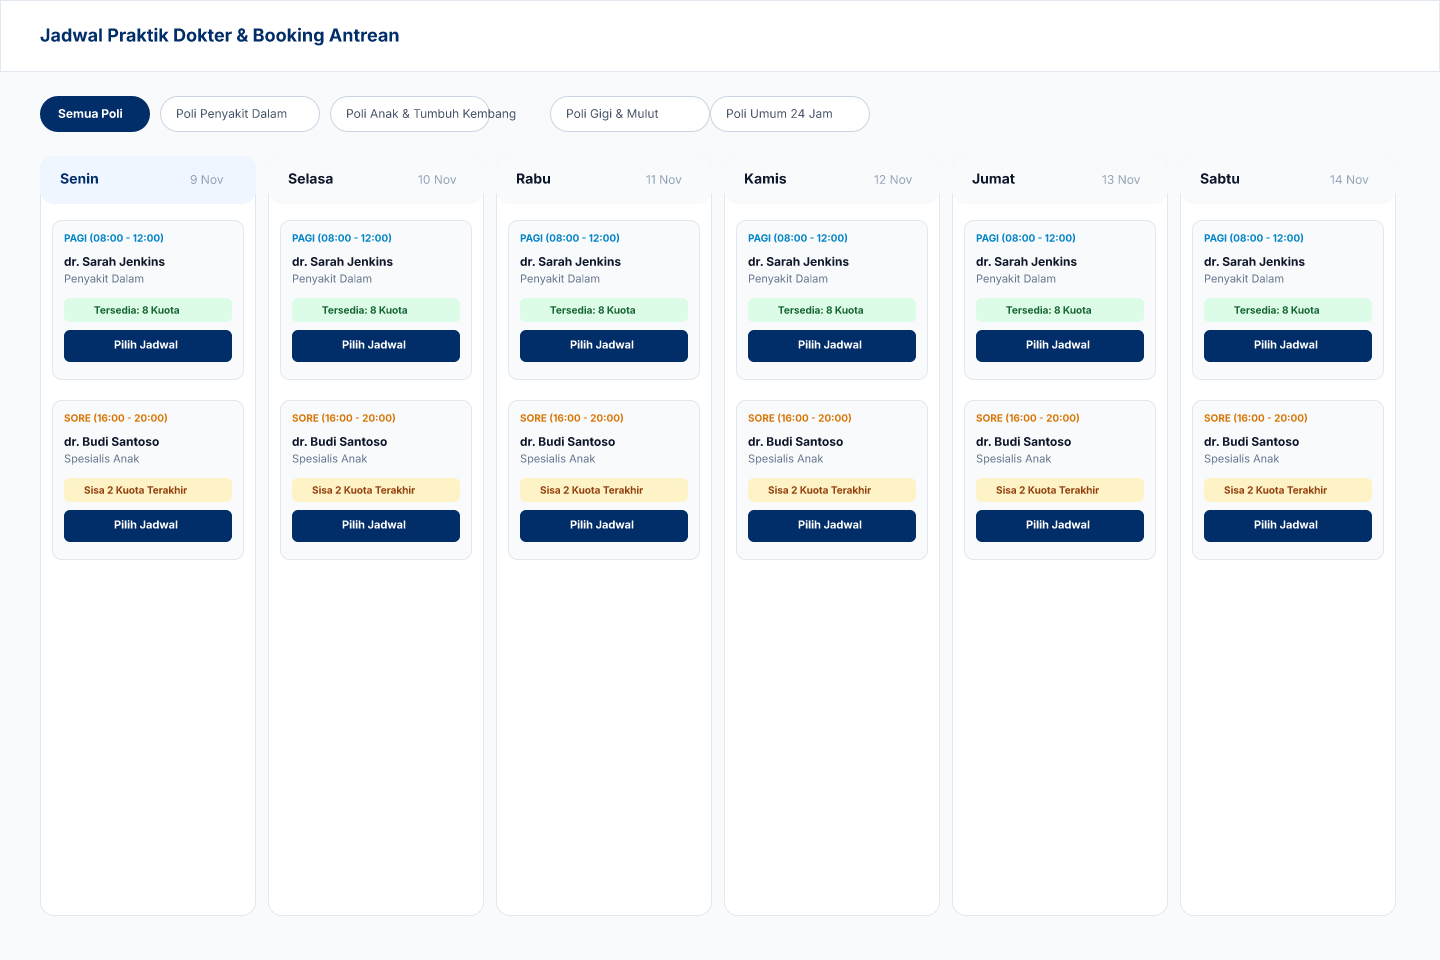 Jadwal Praktik Dokter & Booking Antrean
Semua Poli
Poli Penyakit Dalam
Poli Anak & Tumbuh Kembang
Poli Gigi & Mulut
Poli Umum 24 Jam
Senin 9 Nov
PAGI (08:00 - 12:00)
dr. Sarah Jenkins
Penyakit Dalam
Tersedia: 8 Kuota
Pilih Jadwal
SORE (16:00 - 20:00)
dr. Budi Santoso
Spesialis Anak
Sisa 2 Kuota Terakhir
Pilih Jadwal
Selasa 10 Nov
PAGI (08:00 - 12:00)
dr. Sarah Jenkins
Penyakit Dalam
Tersedia: 8 Kuota
Pilih Jadwal
SORE (16:00 - 20:00)
dr. Budi Santoso
Spesialis Anak
Sisa 2 Kuota Terakhir
Pilih Jadwal
Rabu 11 Nov
PAGI (08:00 - 12:00)
dr. Sarah Jenkins
Penyakit Dalam
Tersedia: 8 Kuota
Pilih Jadwal
SORE (16:00 - 20:00)
dr. Budi Santoso
Spesialis Anak
Sisa 2 Kuota Terakhir
Pilih Jadwal
Kamis 12 Nov
PAGI (08:00 - 12:00)
dr. Sarah Jenkins
Penyakit Dalam
Tersedia: 8 Kuota
Pilih Jadwal
SORE (16:00 - 20:00)
dr. Budi Santoso
Spesialis Anak
Sisa 2 Kuota Terakhir
Pilih Jadwal
Jumat 13 Nov
PAGI (08:00 - 12:00)
dr. Sarah Jenkins
Penyakit Dalam
Tersedia: 8 Kuota
Pilih Jadwal
SORE (16:00 - 20:00)
dr. Budi Santoso
Spesialis Anak
Sisa 2 Kuota Terakhir
Pilih Jadwal
Sabtu 14 Nov
PAGI (08:00 - 12:00)
dr. Sarah Jenkins
Penyakit Dalam
Tersedia: 8 Kuota
Pilih Jadwal
SORE (16:00 - 20:00)
dr. Budi Santoso
Spesialis Anak
Sisa 2 Kuota Terakhir
Pilih Jadwal